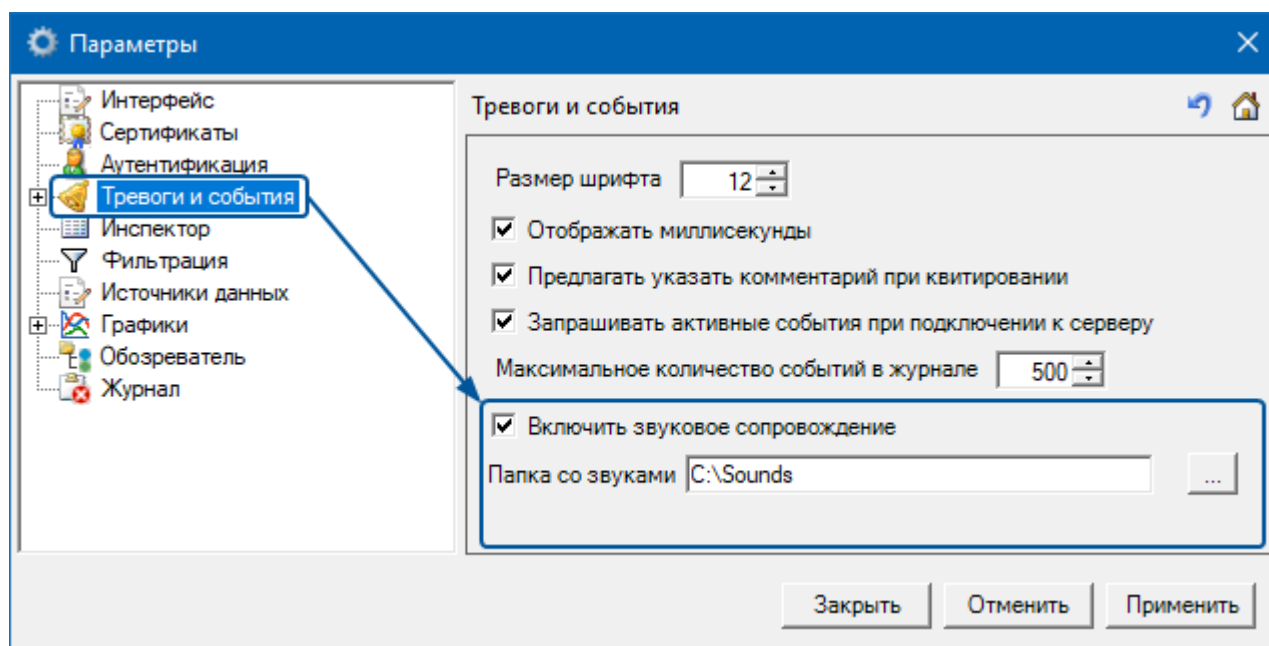 Параметры
Интерфейс
Сертификаты
Аутентификация
Тревоги и события
Инспектор
Фильтрация
Источники данных
Графики
Обозреватель
Журнал
Тревоги и события
Размер шрифта 12
Отображать миллисекунды
Предлагать указать комментарий при квитировании
Запрашивать активные события при подключении к серверу
Максимальное количество событий в журнале 500
Включить звуковое сопровождение
Папка со звуками C:\Sounds ...
Закрыть Отменить Применить